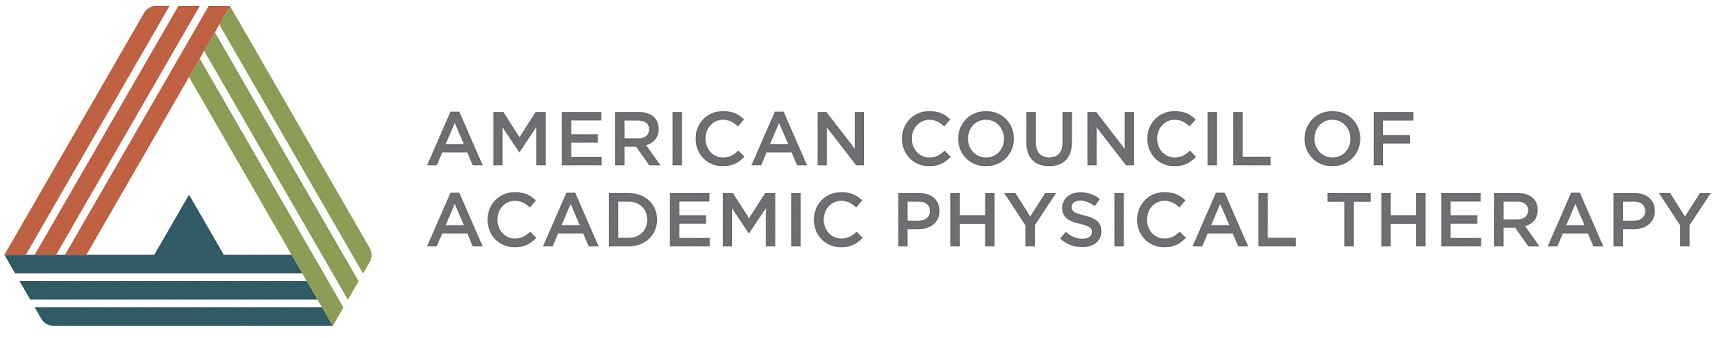 AMERICAN COUNCIL OF
ACADEMIC PHYSICAL THERAPY